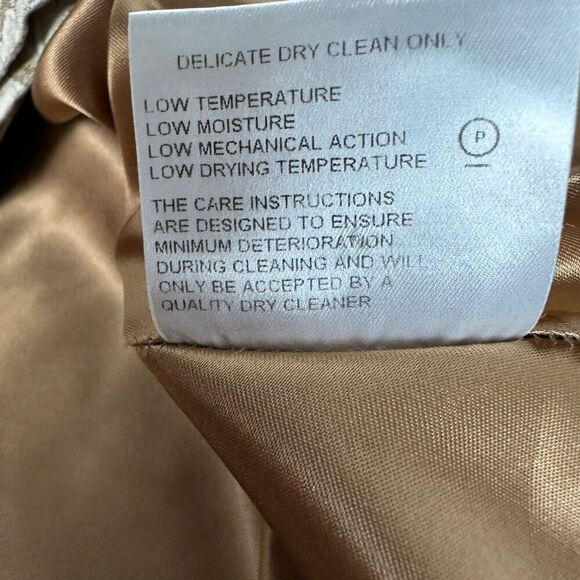 DELICATE DRY CLEAN ONLY
LOW TEMPERATURE
LOW MOISTURE
LOW MECHANICAL ACTION
LOW DRYING TEMPERATURE
P
THE CARE INSTRUCTIONS
ARE DESIGNED TO ENSURE
MINIMUM DETERIORATION
DURING CLEANING AND WILL
ONLY BE ACCEPTED BY A
QUALITY DRY CLEANER